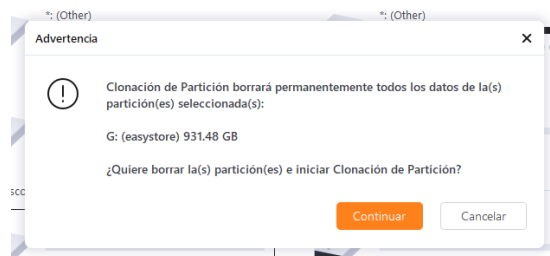 *: (Other)
*: (Other)
Advertencia
Clonación de Partición borrará permanentemente todos los datos de la(s)
partición(es) seleccionada(s):
G: (easystore) 931.48 GB
¿Quiere borrar la(s) partición(es) e iniciar Clonación de Partición?
Continuar
Cancelar